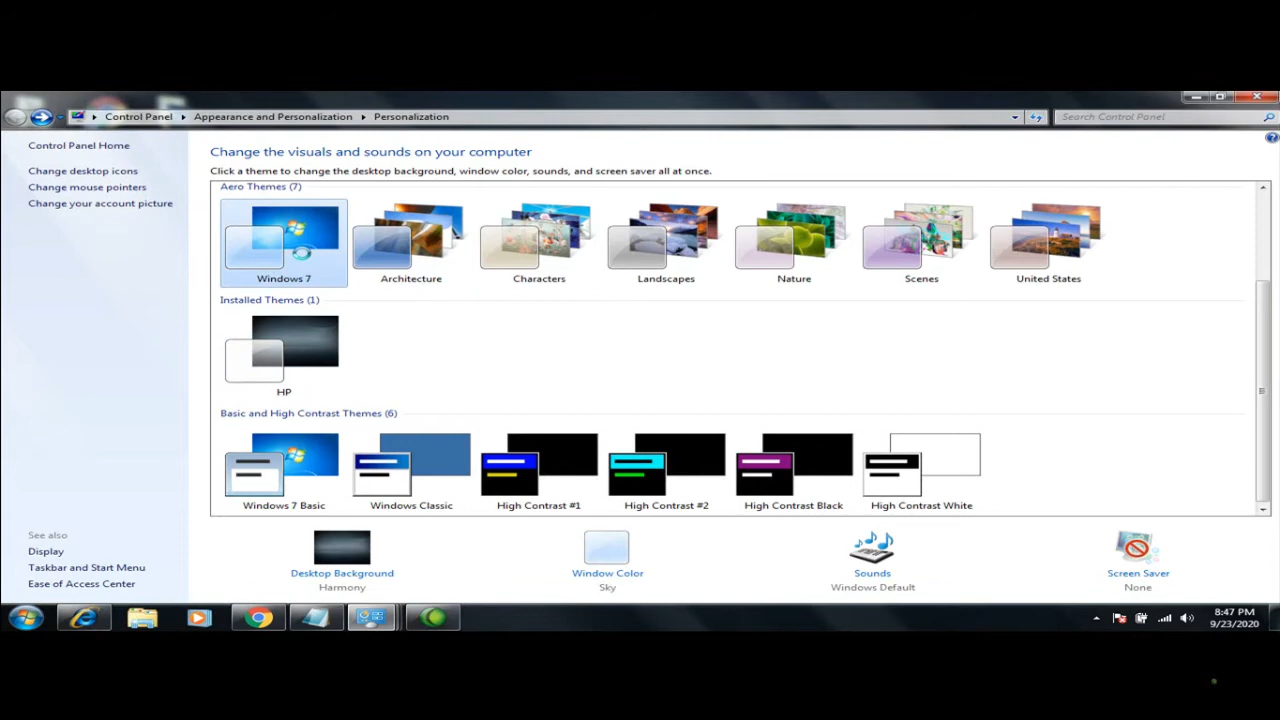 Control Panel Appearance and Personalization Personalization Search Control Panel
Control Panel Home
Change desktop icons
Change mouse pointers
Change your account picture
See also
Display
Taskbar and Start Menu
Ease of Access Center
Change the visuals and sounds on your computer
Click a theme to change the desktop background, window color, sounds, and screen saver all at once.
Aero Themes (7)
Windows 7 Architecture Characters Landscapes Nature Scenes United States
Installed Themes (1)
HP
Basic and High Contrast Themes (6)
Windows 7 Basic Windows Classic High Contrast #1 High Contrast #2 High Contrast Black High Contrast White
Desktop Background Window Color Sounds Screen Saver
Harmony Sky Windows Default None
8:47 PM
9/23/2020